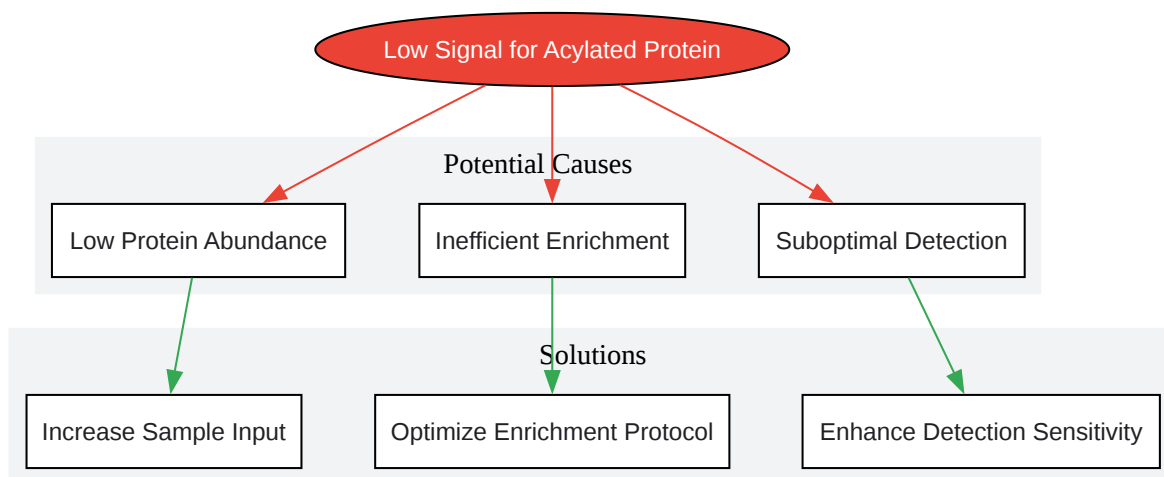 Low Signal for Acylated Protein
Potential Causes
Low Protein Abundance
Inefficient Enrichment
Suboptimal Detection
Solutions
Increase Sample Input
Optimize Enrichment Protocol
Enhance Detection Sensitivity